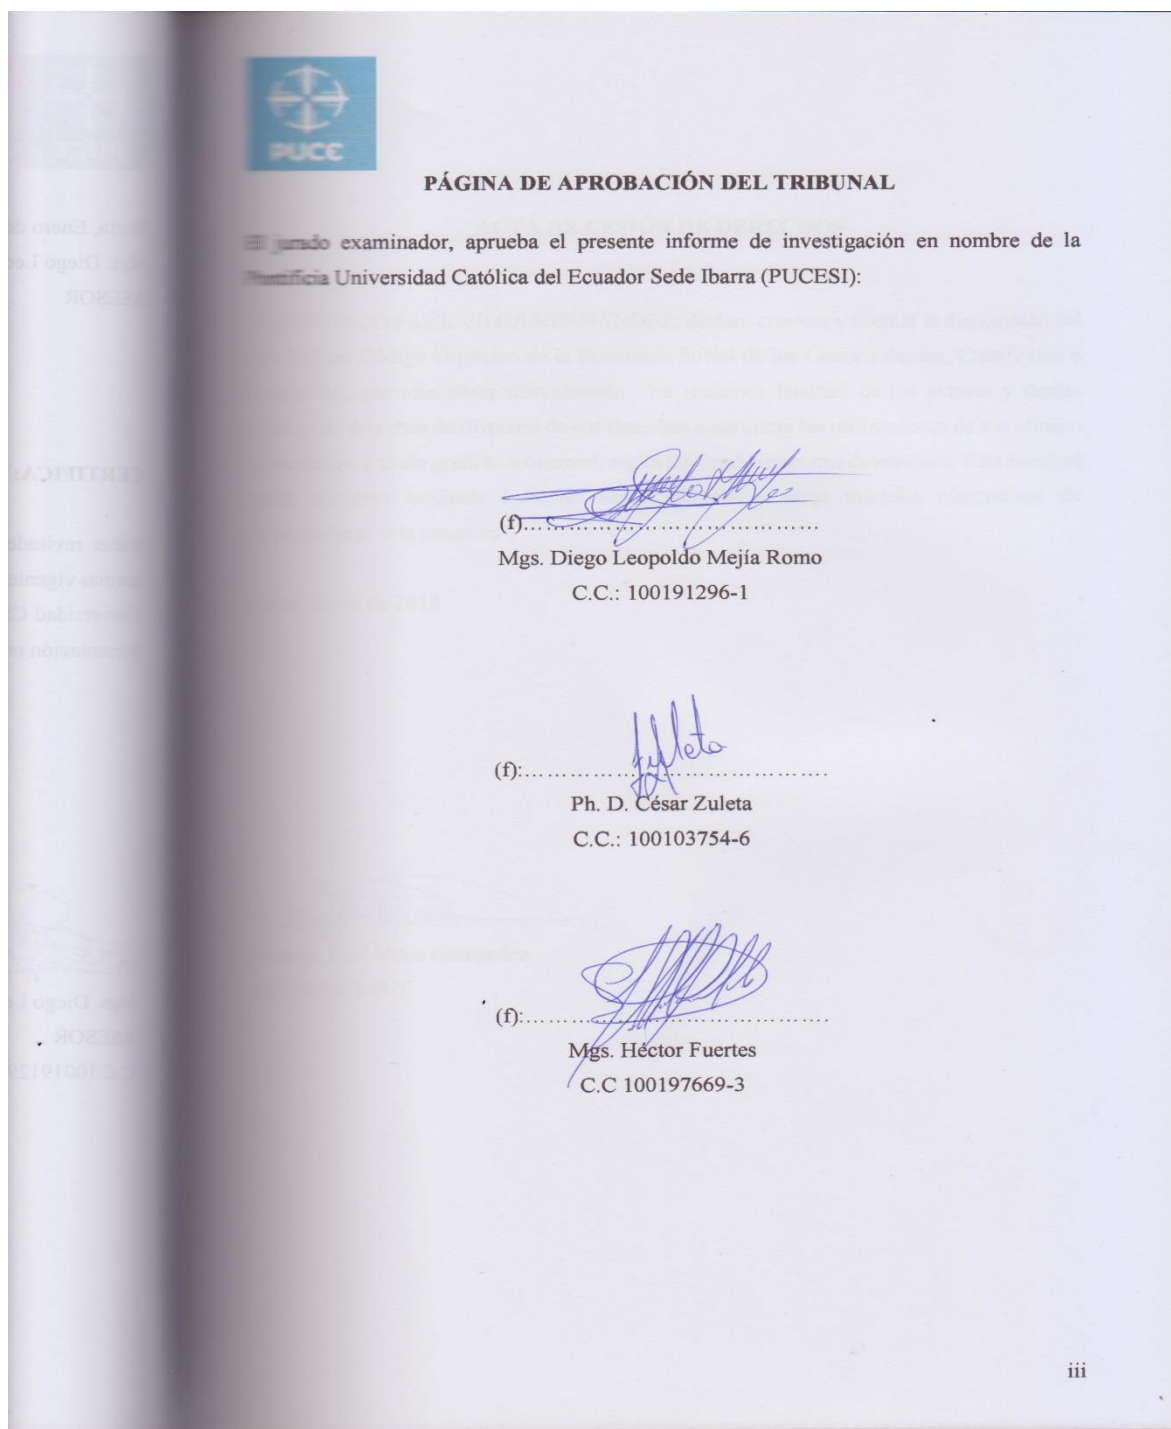 PUCE
PÁGINA DE APROBACIÓN DEL TRIBUNAL
El jurado examinador, aprueba el presente informe de investigación en nombre de la
Pontificia Universidad Católica del Ecuador Sede Ibarra (PUCESI):
(f)...........................................
Mgs. Diego Leopoldo Mejía Romo
C.C.: 100191296-1
(f):...........................................
Ph. D. César Zuleta
C.C.: 100103754-6
(f):...........................................
Mgs. Héctor Fuertes
C.C 100197669-3
iii